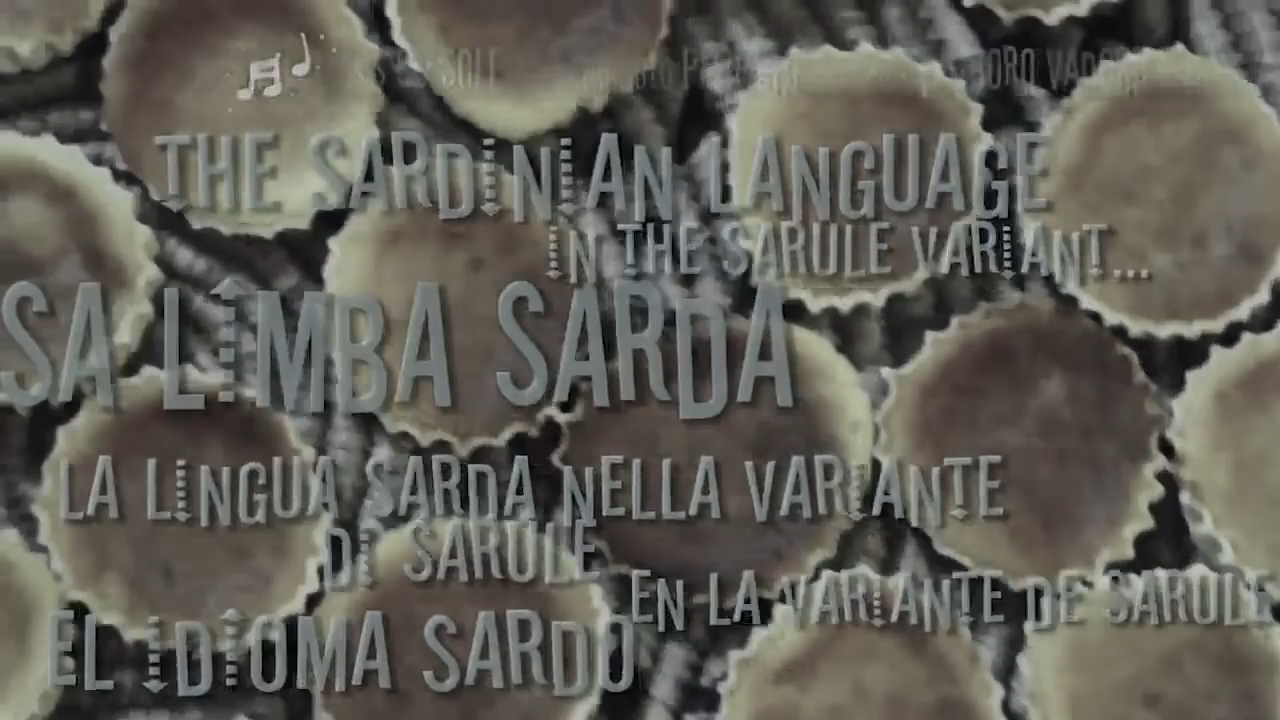 THE SARDINIAN LANGUAGE
IN THE SARULE VARIANT...
SA LIMBA SARDA
LA LINGUA SARDA NELLA VARIANTE
DI SARULE
EN LA VARIANTE DE SARULE
EL IDIOMA SARDO